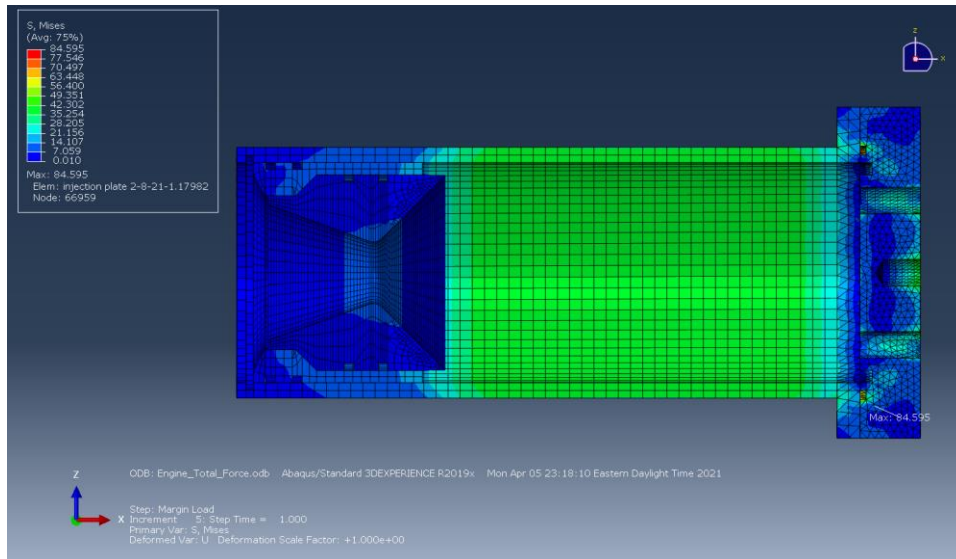 S, Mises
(Avg: 75%)
84.595
77.546
70.497
63.448
56.400
49.351
42.302
35.254
28.205
21.156
14.107
7.059
0.010
Max: 84.595
Elem: injection plate 2-8-21-1.17982
Node: 66959
z
x
Max: 84.595
ODB: Engine_Total_Force.odb Abaqus/Standard 3DEXPERIENCE R2019x Mon Apr 05 23:18:10 Eastern Daylight Time 2021
Z
X
Step: Margin Load
Increment 5: Step Time = 1.000
Primary Var: S, Mises
Deformed Var: U Deformation Scale Factor: +1.000e+00